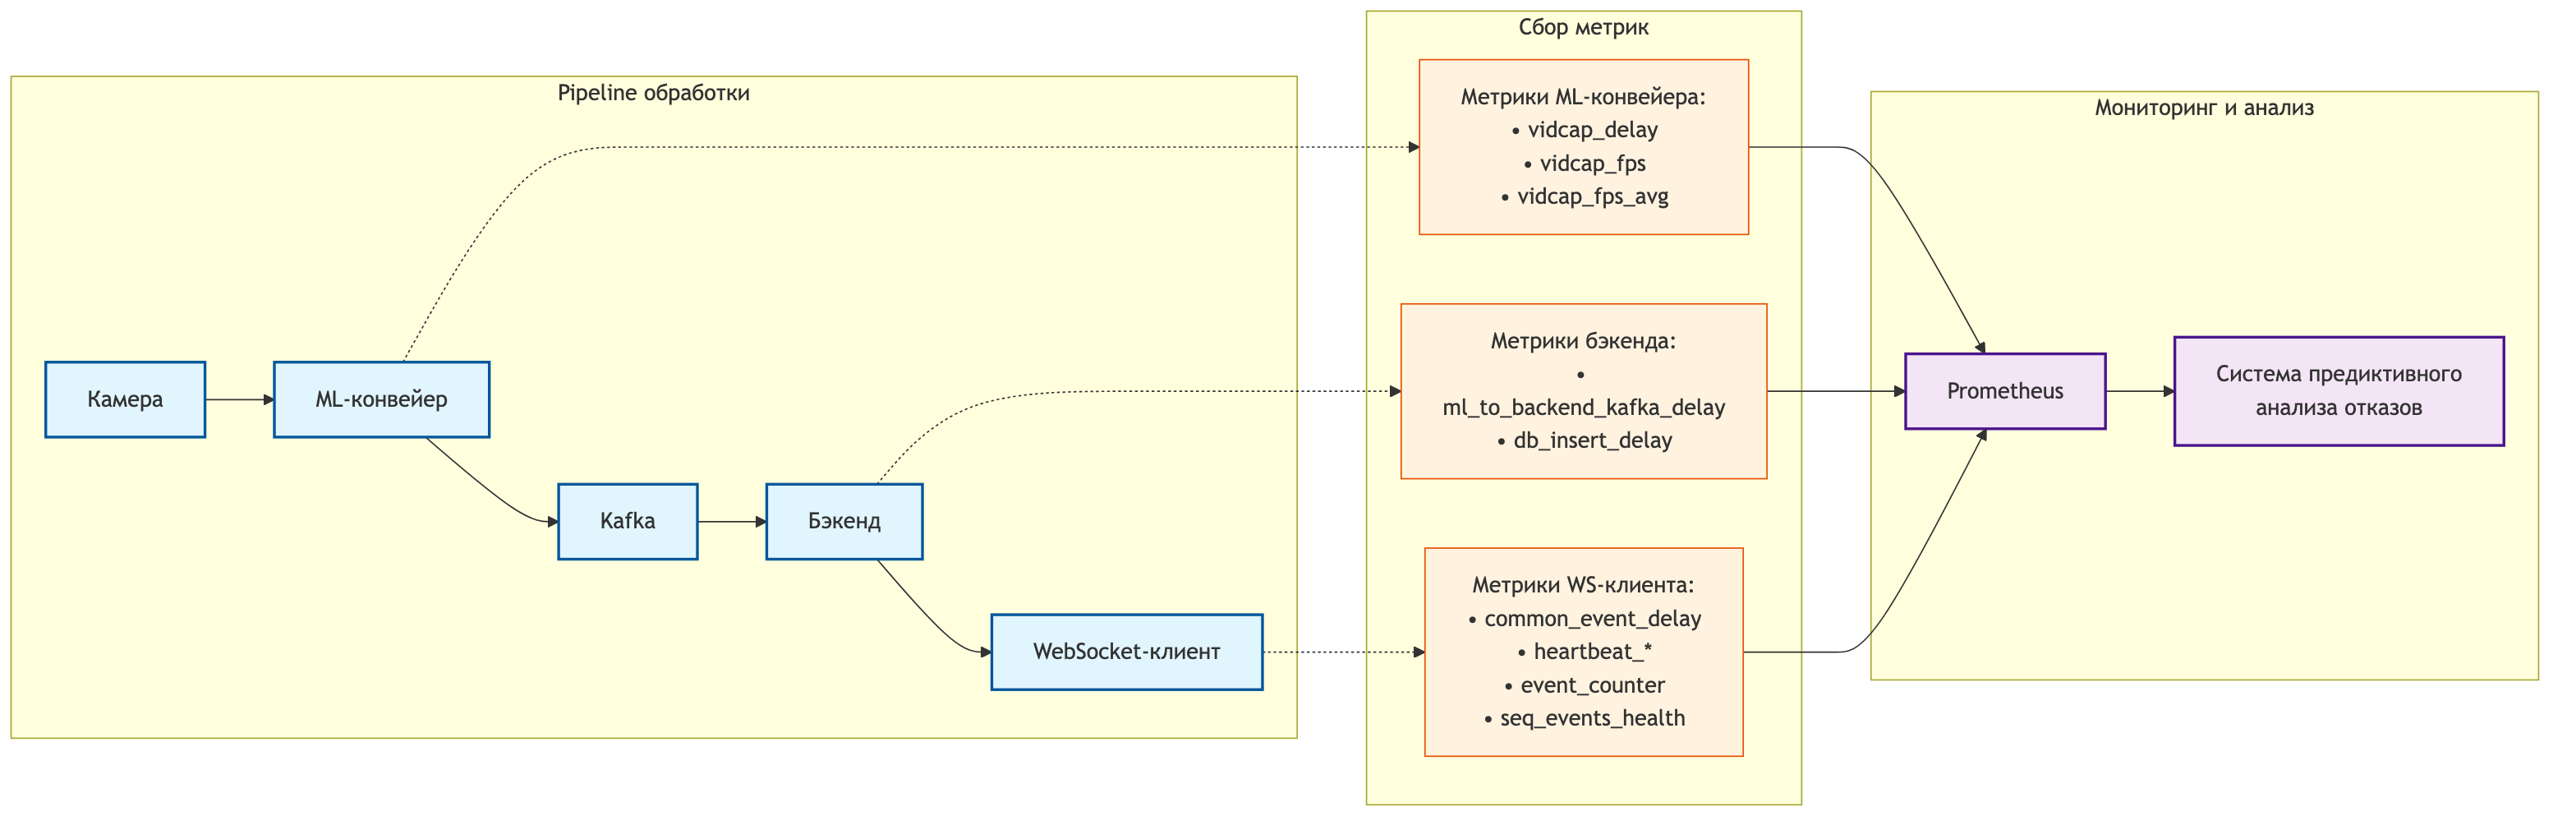 Pipeline обработки
Камера
ML-конвейер
Kafka
Бэкенд
WebSocket-клиент
Сбор метрик
Метрики ML-конвейера:
• vidcap_delay
• vidcap_fps
• vidcap_fps_avg
Метрики бэкенда:
•
ml_to_backend_kafka_delay
• db_insert_delay
Метрики WS-клиента:
• common_event_delay
• heartbeat_*
• event_counter
• seq_events_health
Мониторинг и анализ
Prometheus
Система предиктивного
анализа отказов